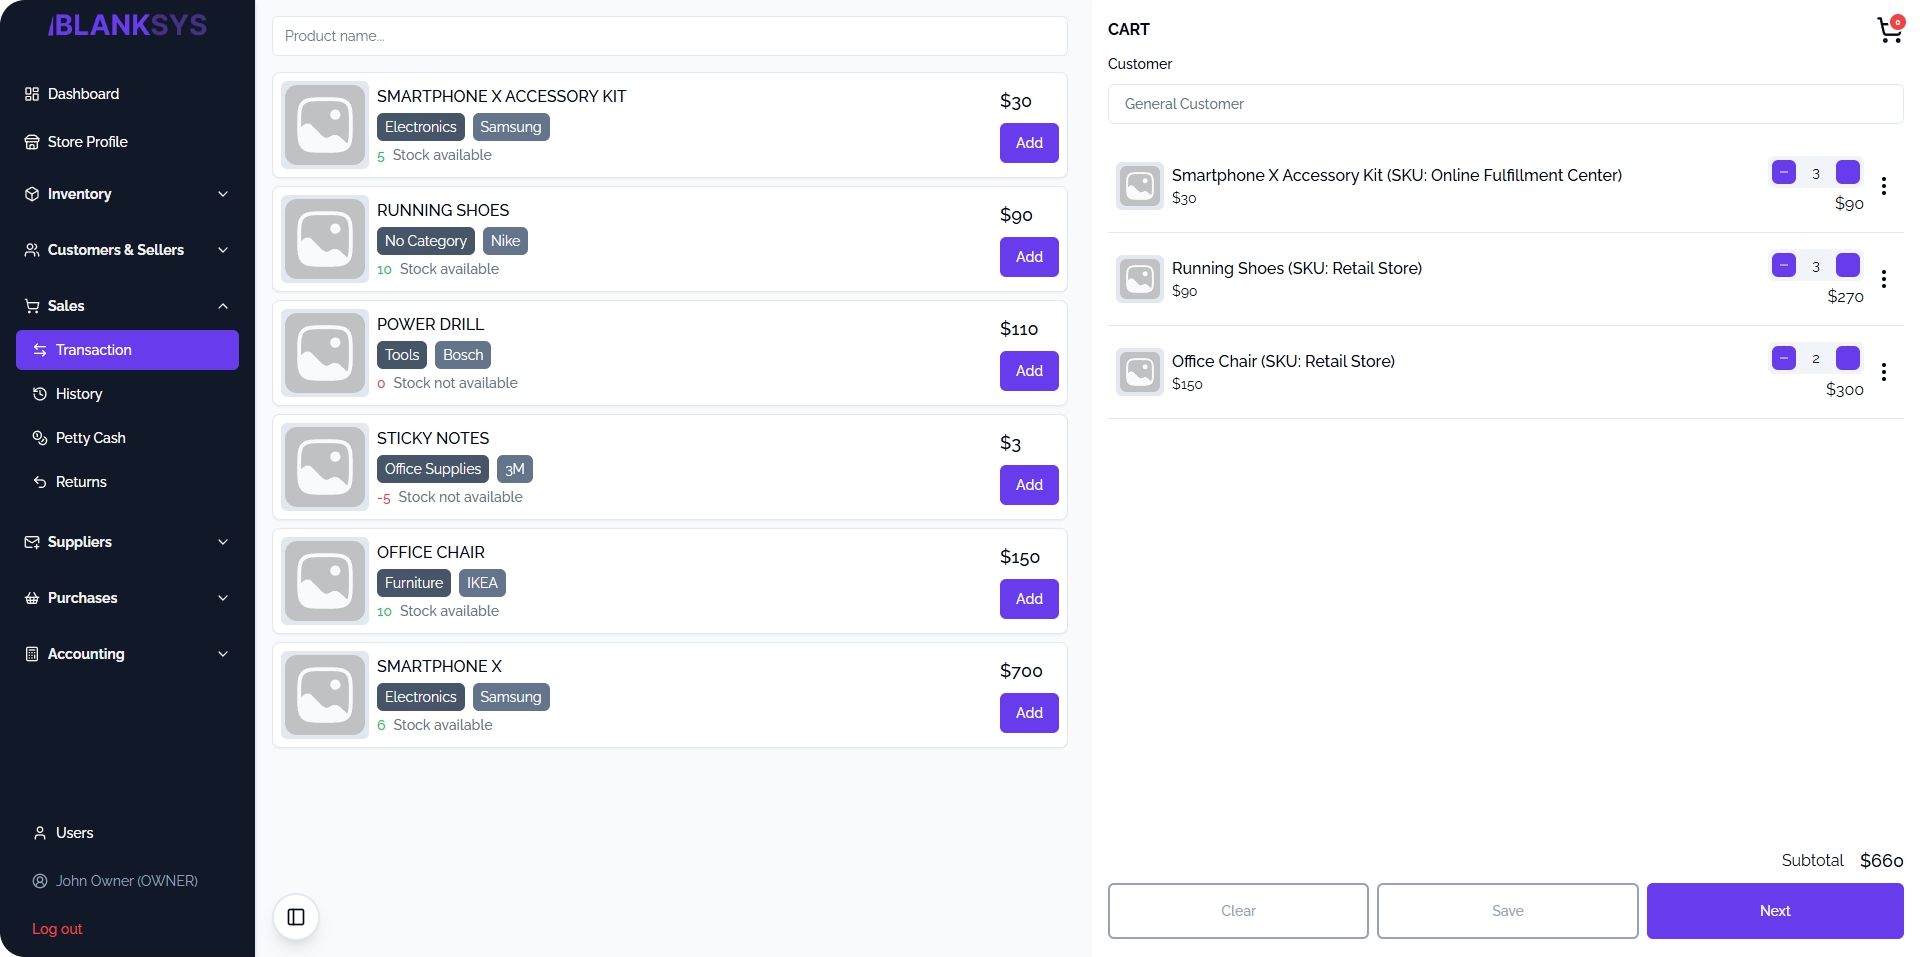 BLANKSYS
Dashboard
Store Profile
Inventory
Customers & Sellers
Sales
Transaction
History
Petty Cash
Returns
Suppliers
Purchases
Accounting
Users
John Owner (OWNER)
Log out
Product name...
SMARTPHONE X ACCESSORY KIT
Electronics Samsung
5 Stock available
$30
Add
RUNNING SHOES
No Category Nike
10 Stock available
$90
Add
POWER DRILL
Tools Bosch
0 Stock not available
$110
Add
STICKY NOTES
Office Supplies 3M
-5 Stock not available
$3
Add
OFFICE CHAIR
Furniture IKEA
10 Stock available
$150
Add
SMARTPHONE X
Electronics Samsung
6 Stock available
$700
Add
CART
0
Customer
General Customer
Smartphone X Accessory Kit (SKU: Online Fulfillment Center)
$30
− 3
$90
Running Shoes (SKU: Retail Store)
$90
− 3
$270
Office Chair (SKU: Retail Store)
$150
− 2
$300
Subtotal $660
Clear
Save
Next